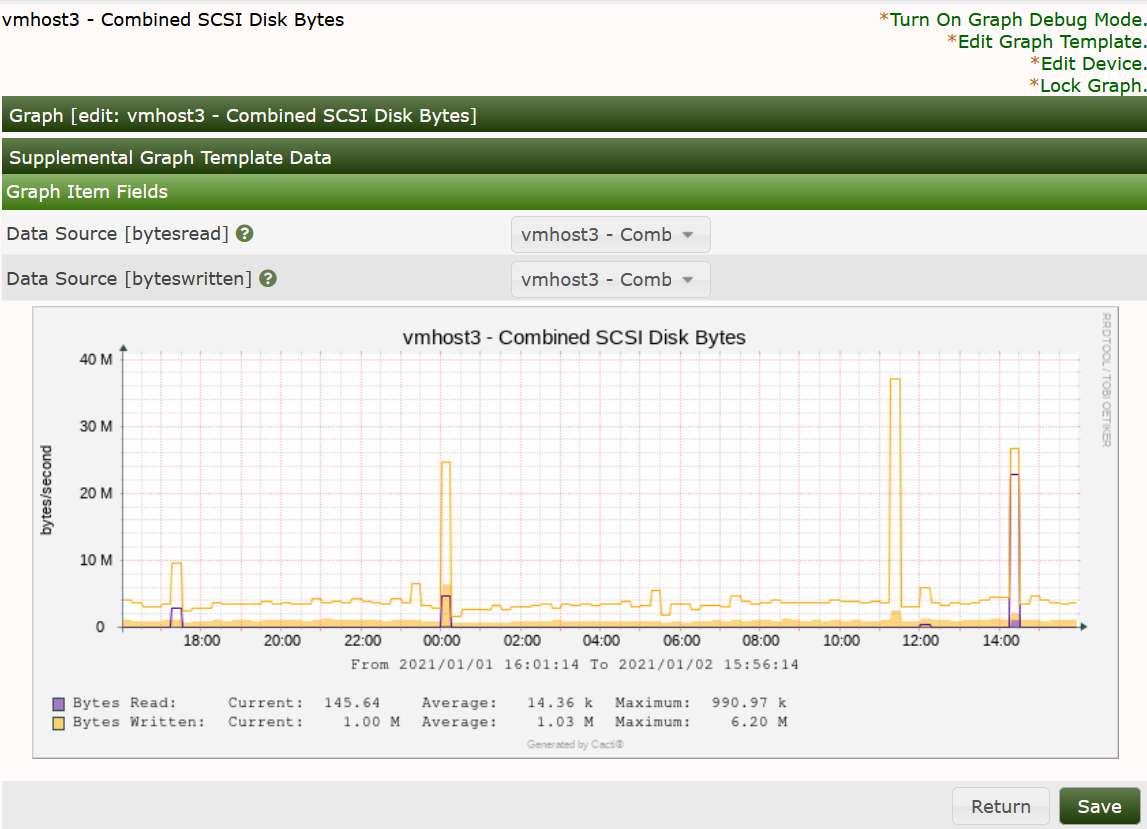 vmhost3 - Combined SCSI Disk Bytes
*Turn On Graph Debug Mode.
*Edit Graph Template.
*Edit Device.
*Lock Graph.
Graph [edit: vmhost3 - Combined SCSI Disk Bytes]
Supplemental Graph Template Data
Graph Item Fields
Data Source [bytesread] ?
vmhost3 - Comb
Data Source [byteswritten] ?
vmhost3 - Comb
vmhost3 - Combined SCSI Disk Bytes
RRDTOOL / TOBI OETIKER
bytes/second
40 M
30 M
20 M
10 M
0
18:00 20:00 22:00 00:00 02:00 04:00 06:00 08:00 10:00 12:00 14:00
From 2021/01/01 16:01:14 To 2021/01/02 15:56:14
Bytes Read: Current: 145.64 Average: 14.36 k Maximum: 990.97 k
Bytes Written: Current: 1.00 M Average: 1.03 M Maximum: 6.20 M
Generated by Cacti®
Return Save